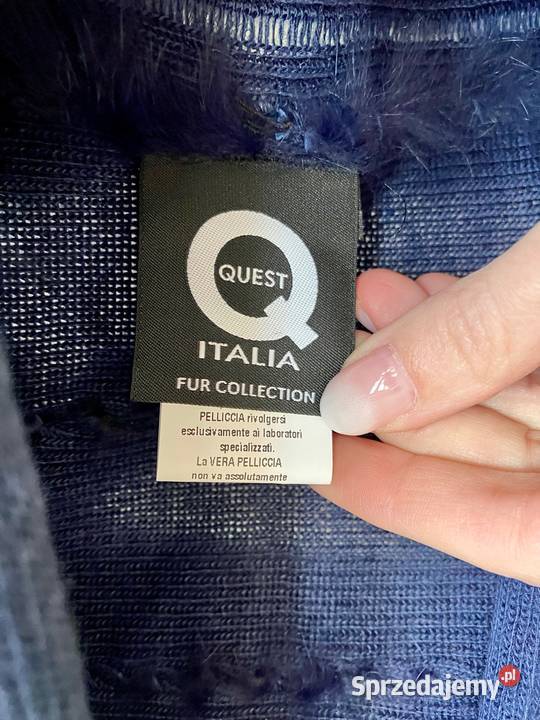 QUEST
ITALIA
FUR COLLECTION
PELLICCIA rivolgersi
esclusivamente ai laboratori
specializzati.
La VERA PELLICCIA
non va assolutamente
Sprzedajemy.pl